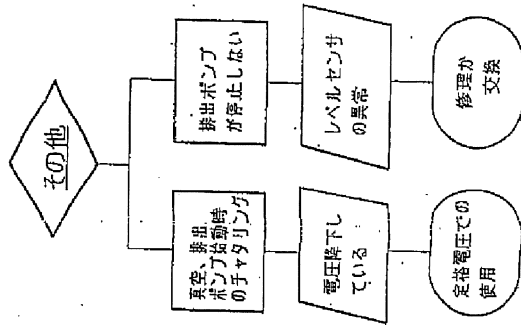 その他
真空、排出
ポンプ始動時
のチャタリング
排出ポンプ
が停止しない
電圧降下し
ている
レベルセンサ
の異常
定格電圧での
使用
修理か
交換